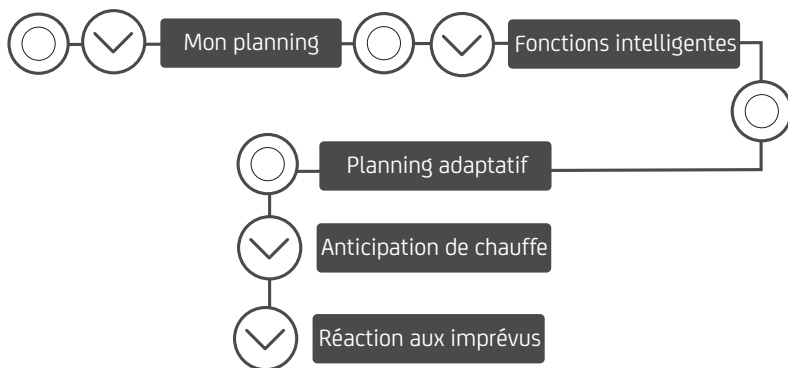 Mon planning
Fonctions intelligentes
Planning adaptatif
Anticipation de chauffe
Réaction aux imprévus